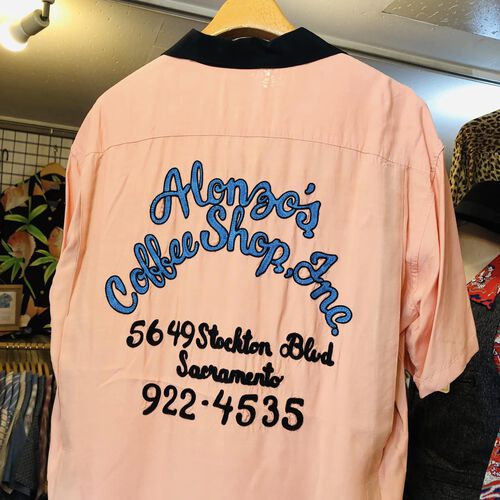 Alonzo's
Coffee Shop, Inc.
5649 Stockton Blvd
Sacramento
922-4535